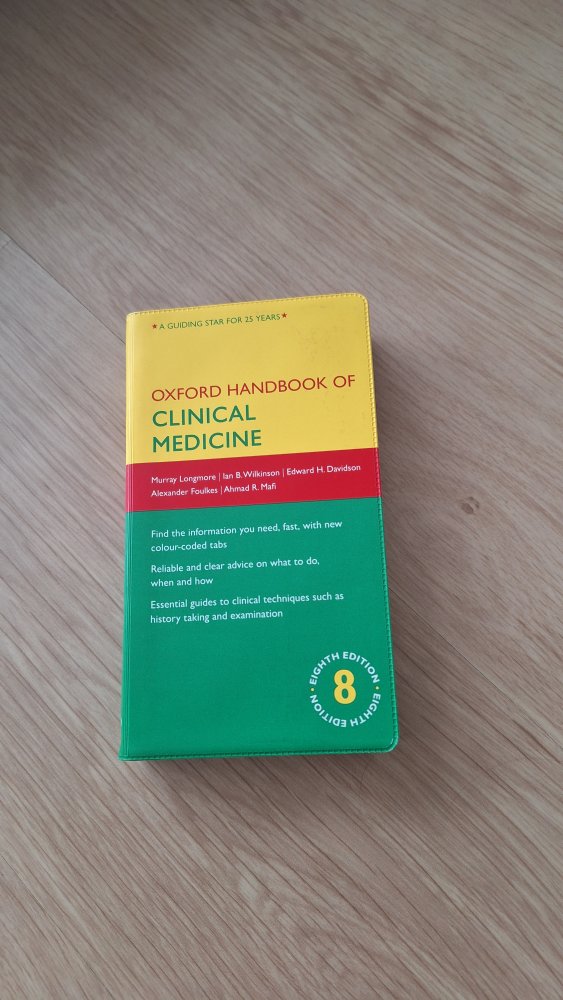 ★A GUIDING STAR FOR 25 YEARS★
OXFORD HANDBOOK OF
CLINICAL
MEDICINE
Murray Longmore | Ian B. Wilkinson | Edward H. Davidson
Alexander Foulkes | Ahmad R. Mafi
Find the information you need, fast, with new
colour-coded tabs
Reliable and clear advice on what to do,
when and how
Essential guides to clinical techniques such as
history taking and examination
EIGHTH EDITION • EIGHTH EDITION •
8